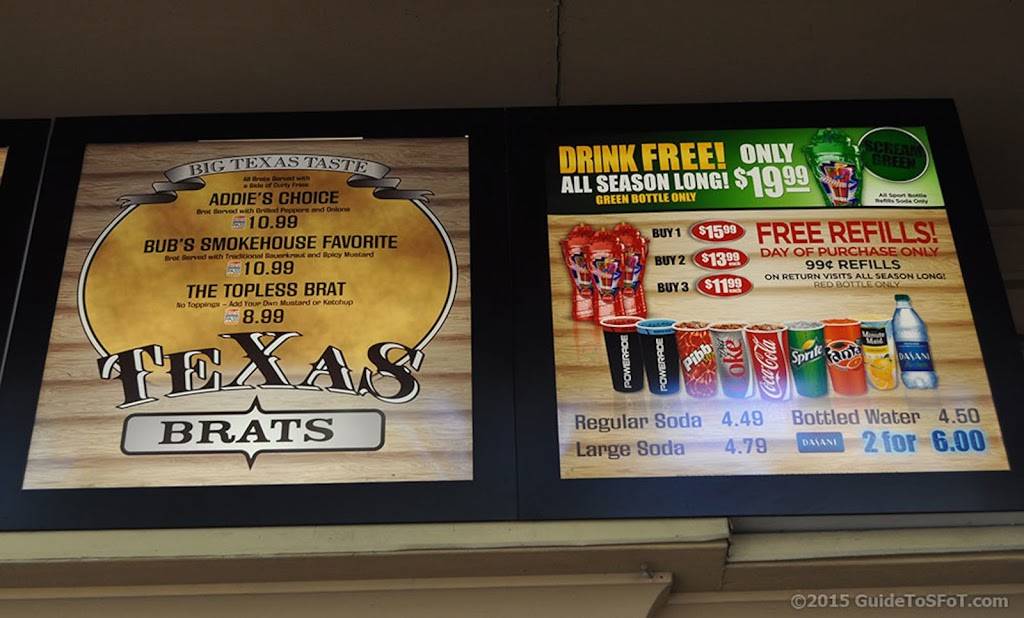 BIG TEXAS TASTE
All Brats Served with
a Side of Curly Fries
ADDIE'S CHOICE
Brat Served with Grilled Peppers and Onions
10.99
BUB'S SMOKEHOUSE FAVORITE
Brat Served with Traditional Sauerkraut and Spicy Mustard
10.99
THE TOPLESS BRAT
No Toppings - Add Your Own Mustard or Ketchup
8.99
TEXAS
BRATS
DRINK FREE!
ALL SEASON LONG!
GREEN BOTTLE ONLY
ONLY
$19.99
SCREAM
GREEN
All Sport Bottle
Refills Soda Only
BUY 1 $15.99
BUY 2 $13.99 each
BUY 3 $11.99 each
FREE REFILLS!
DAY OF PURCHASE ONLY
99¢ REFILLS
ON RETURN VISITS ALL SEASON LONG!
RED BOTTLE ONLY
POWERADE
POWERADE
Pibb
Coke
Coca-Cola
Sprite
Fanta
Minute
Maid
DASANI
Regular Soda 4.49
Large Soda 4.79
Bottled Water 4.50
DASANI 2 for 6.00
©2015 GuideToSFoT.com